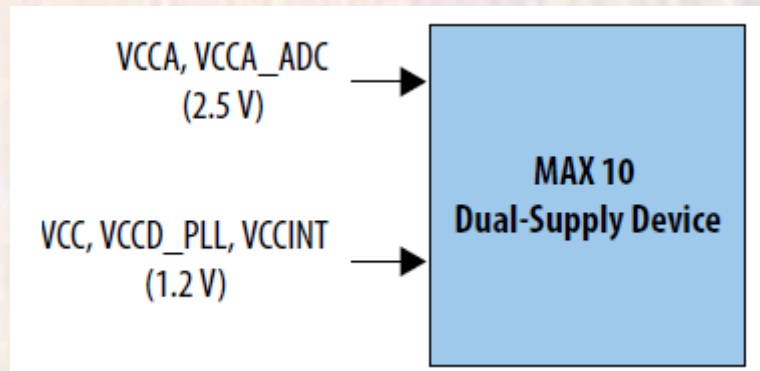 VCCA, VCCA_ADC
(2.5 V)
MAX 10
Dual-Supply Device
VCC, VCCD_PLL, VCCINT
(1.2 V)